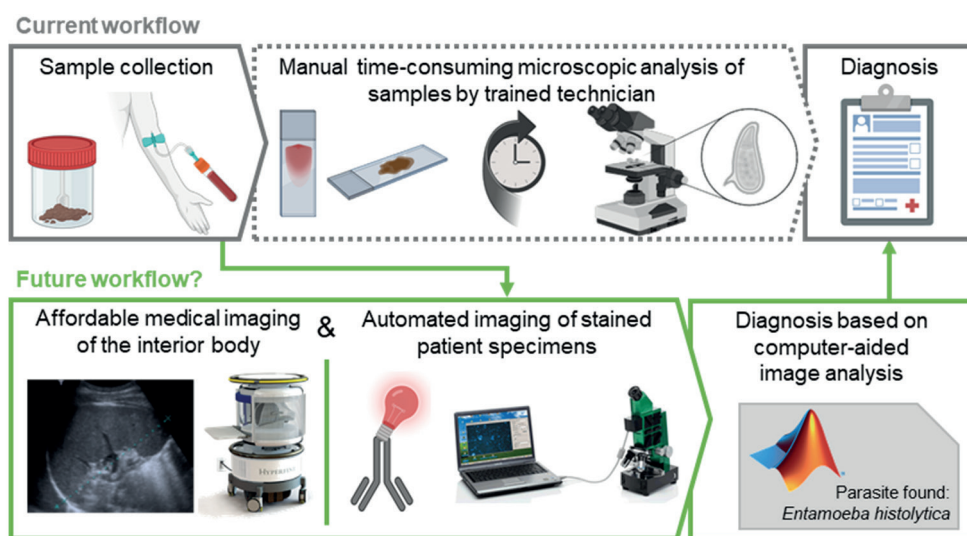 Current workflow
Sample collection
Manual time-consuming microscopic analysis of
samples by trained technician
Diagnosis
Future workflow?
Affordable medical imaging
of the interior body
&
Automated imaging of stained
patient specimens
Diagnosis based on
computer-aided
image analysis
HYPERFINE
Parasite found:
Entamoeba histolytica